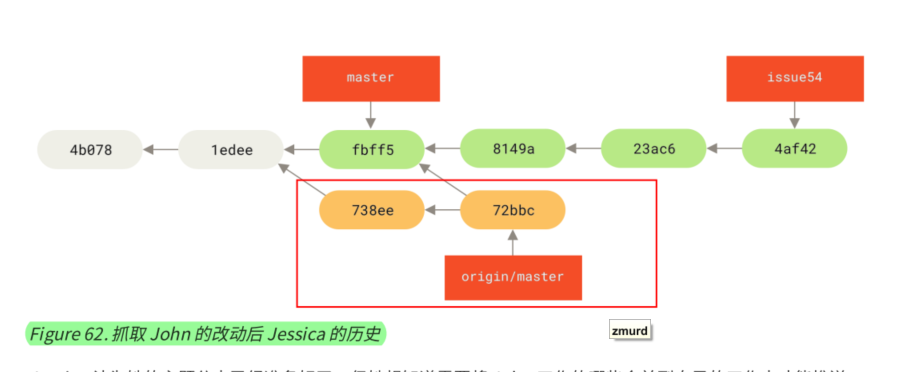 master
issue54
4b078
1edee
fbff5
8149a
23ac6
4af42
738ee
72bbc
origin/master
Figure 62. 抓取 John 的改动后 Jessica 的历史
zmurd